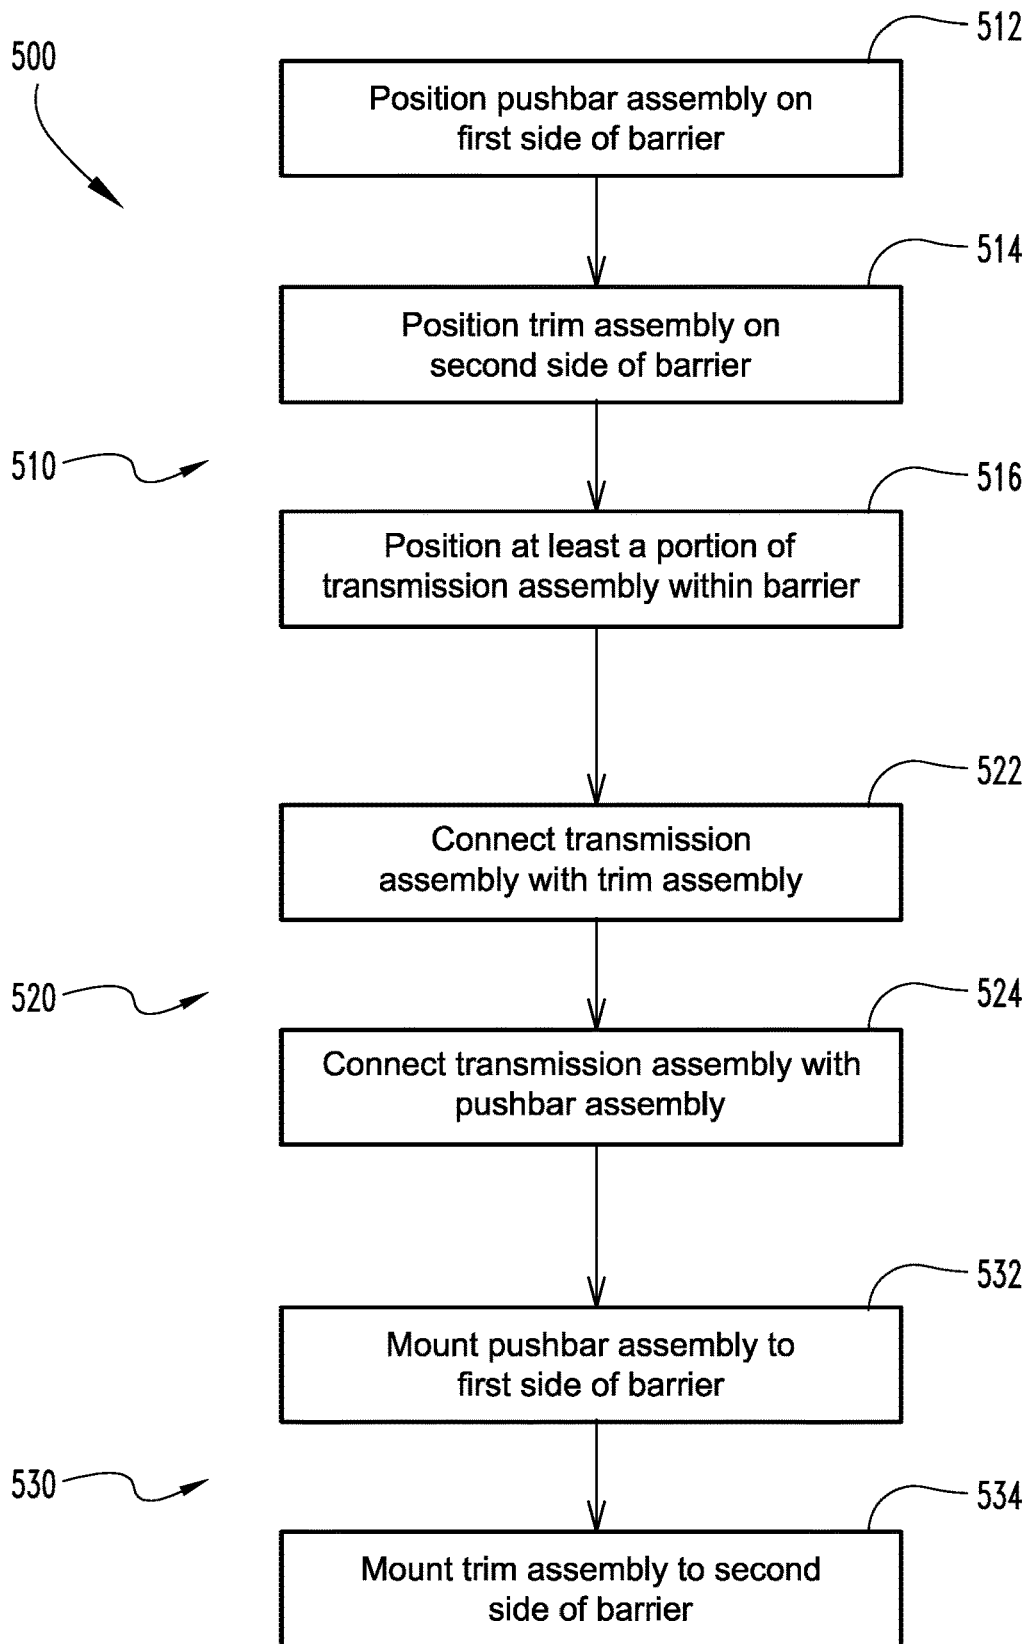 500
512
Position pushbar assembly on
first side of barrier
514
Position trim assembly on
second side of barrier
510
516
Position at least a portion of
transmission assembly within barrier
522
Connect transmission
assembly with trim assembly
520
524
Connect transmission assembly with
pushbar assembly
532
Mount pushbar assembly to
first side of barrier
530
534
Mount trim assembly to second
side of barrier